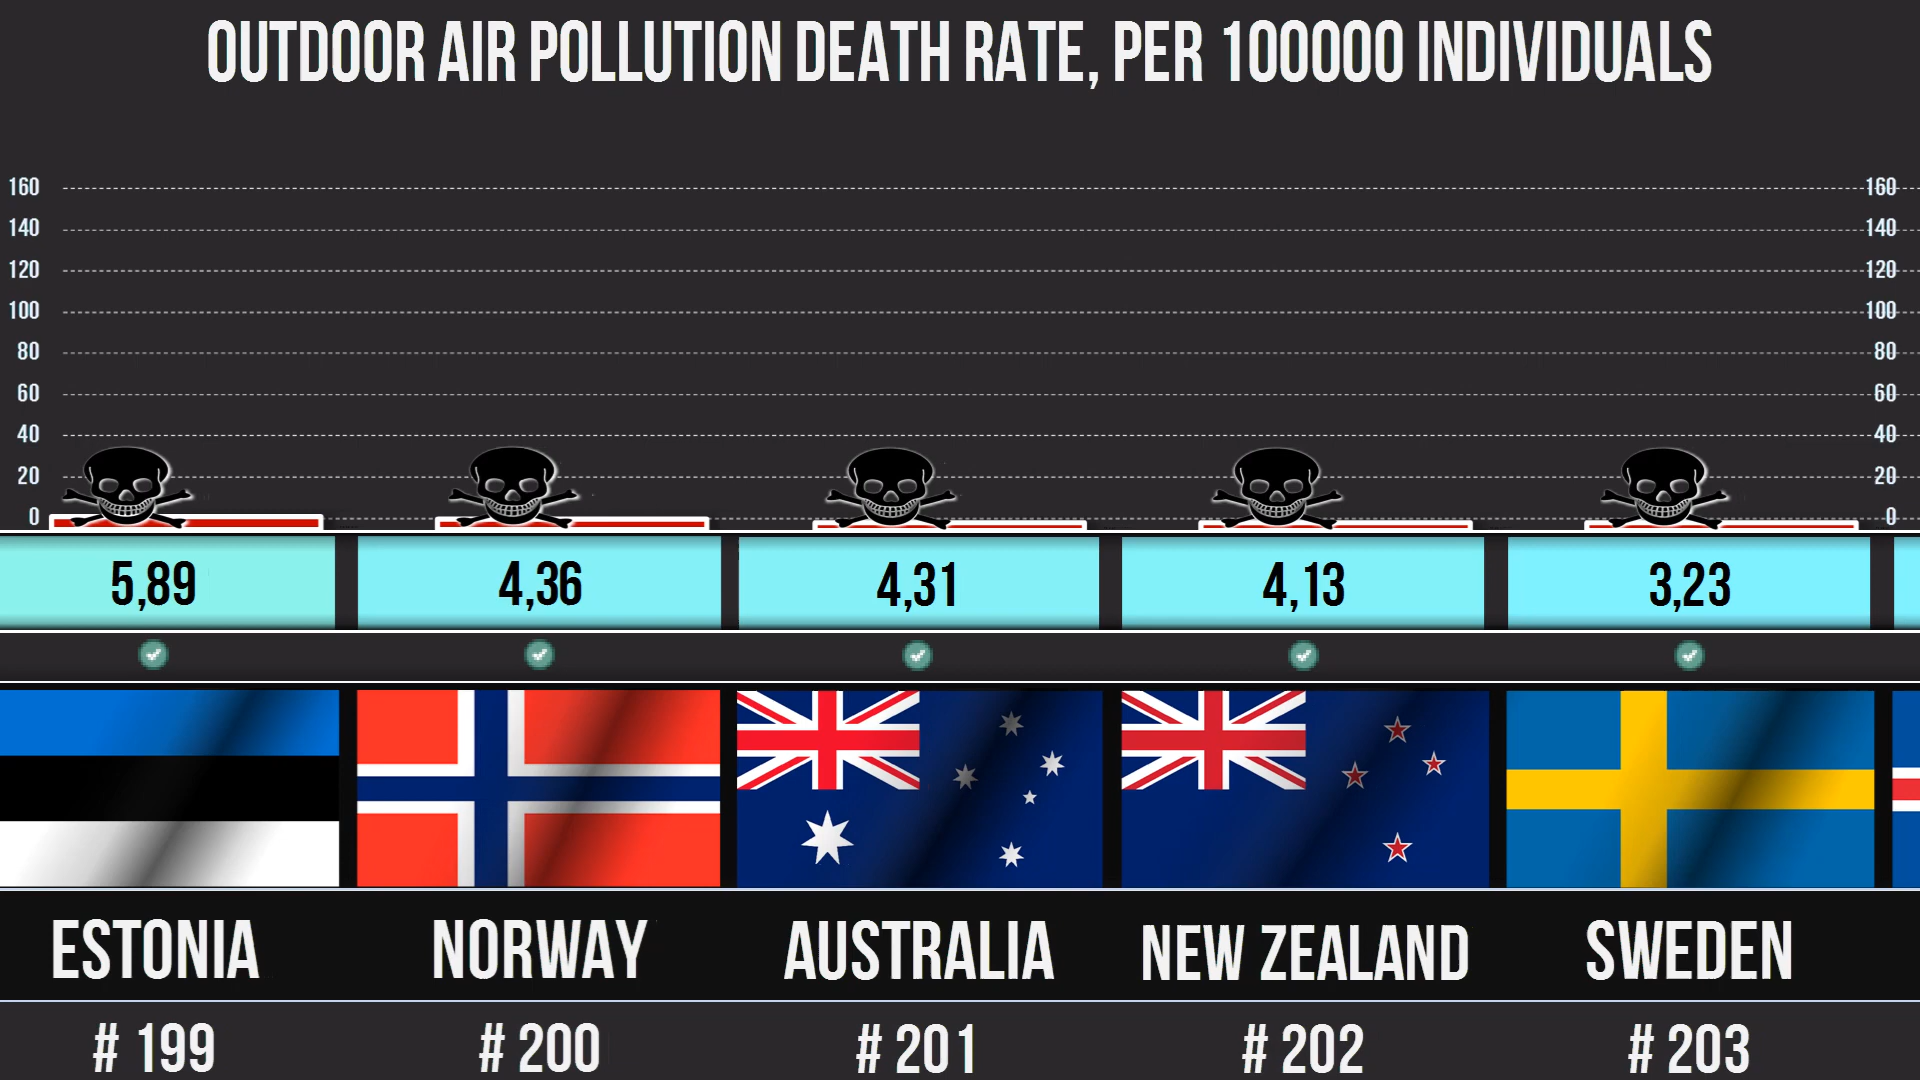 OUTDOOR AIR POLLUTION DEATH RATE, PER 100000 INDIVIDUALS
160 160
140 140
120 120
100 100
80 80
60 60
40 40
20 20
0 0
5,89 4,36 4,31 4,13 3,23
ESTONIA NORWAY AUSTRALIA NEW ZEALAND SWEDEN
# 199 # 200 # 201 # 202 # 203